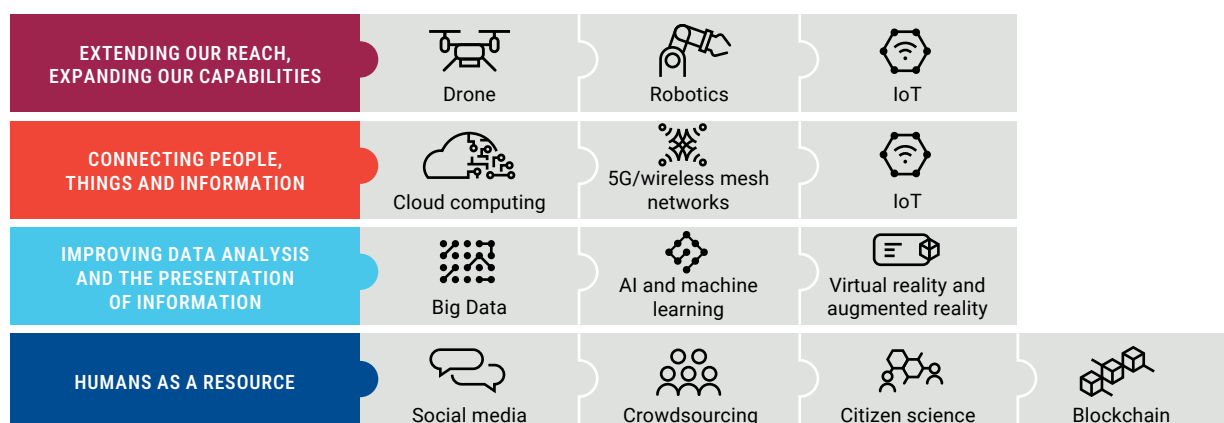 EXTENDING OUR REACH,
EXPANDING OUR CAPABILITIES
Drone
Robotics
IoT
CONNECTING PEOPLE,
THINGS AND INFORMATION
Cloud computing
5G/wireless mesh
networks
IoT
IMPROVING DATA ANALYSIS
AND THE PRESENTATION
OF INFORMATION
Big Data
AI and machine
learning
Virtual reality and
augmented reality
HUMANS AS A RESOURCE
Social media
Crowdsourcing
Citizen science
Blockchain